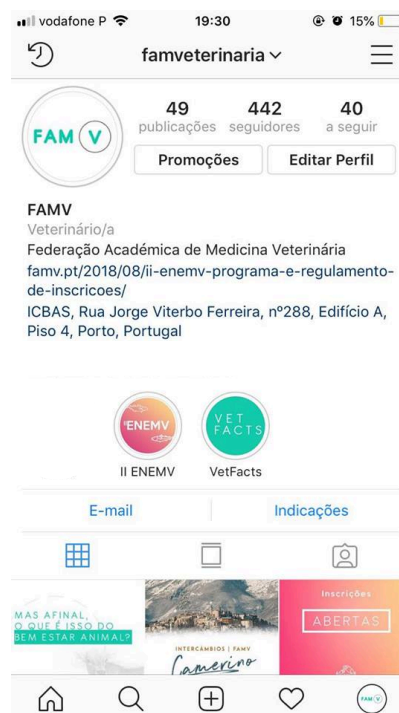 vodafone P 19:30 15%
famveterinaria
FAM V
49 442 40
publicações seguidores a seguir
Promoções Editar Perfil
FAMV
Veterinário/a
Federação Académica de Medicina Veterinária
famv.pt/2018/08/ii-enemv-programa-e-regulamento-
de-inscricoes/
ICBAS, Rua Jorge Viterbo Ferreira, nº288, Edifício A,
Piso 4, Porto, Portugal
II ENEMV
VET
FACTS
II ENEMV VetFacts
E-mail Indicações
MAS AFINAL,
O QUE É ISSO DO
BEM ESTAR ANIMAL?
INTERCÂMBIOS | FAMV
Camerino
Inscrições
ABERTAS
FAM V